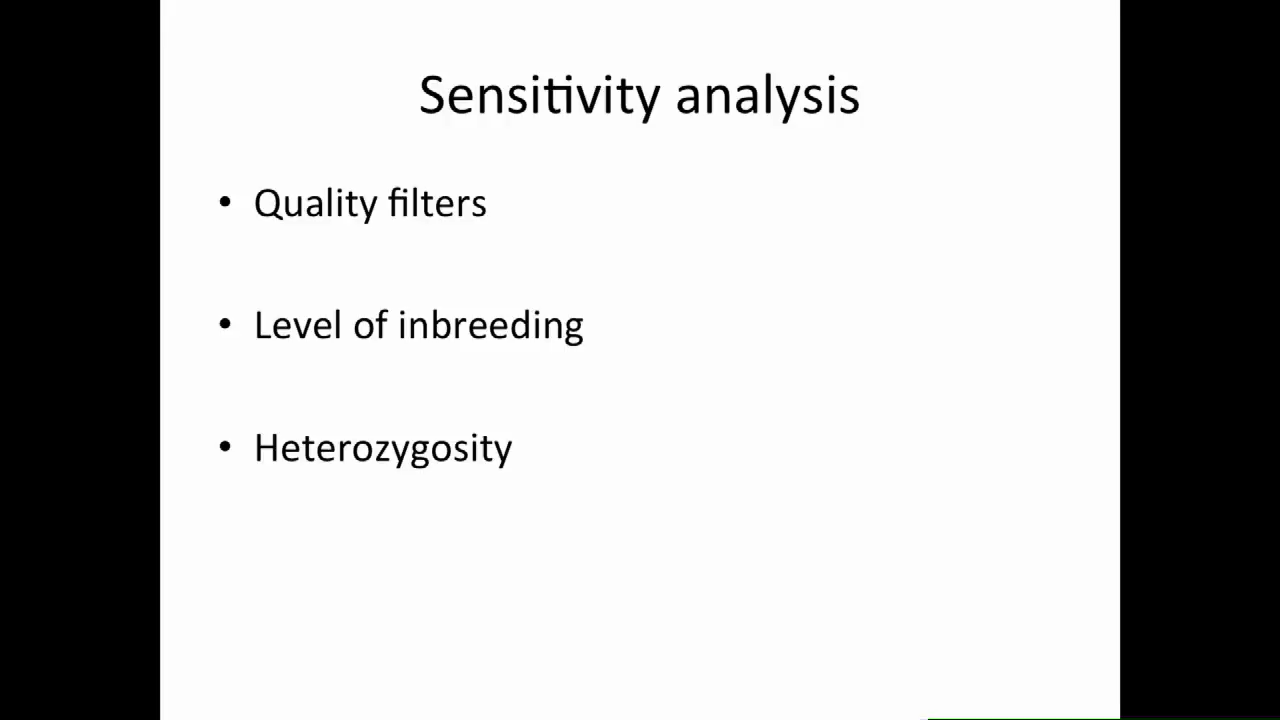 Sensitivity analysis
• Quality filters
• Level of inbreeding
• Heterozygosity